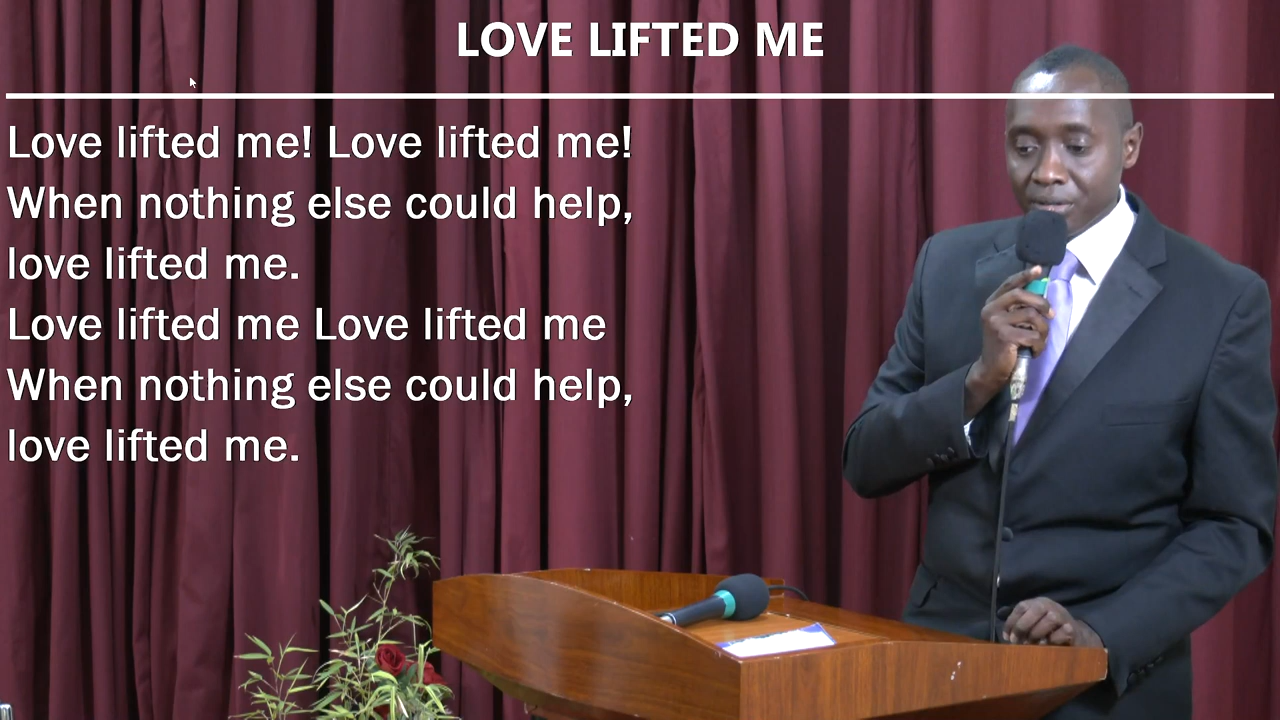 LOVE LIFTED ME
Love lifted me! Love lifted me!
When nothing else could help,
love lifted me.
Love lifted me Love lifted me
When nothing else could help,
love lifted me.